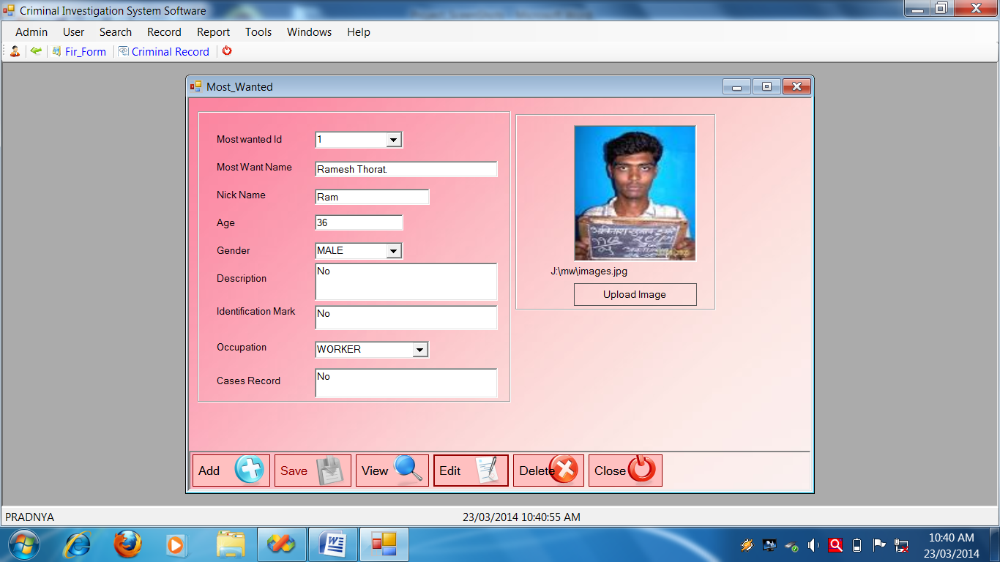 Criminal Investigation System Software
Admin User Search Record Report Tools Windows Help
Fir_Form Criminal Record
Most_Wanted
Most wanted Id 1
Most Want Name Ramesh Thorat.
Nick Name Ram
Age 36
Gender MALE
Description No
Identification Mark No
Occupation WORKER
Cases Record No
J:\mw\images.jpg
Upload Image
Add Save View Edit Delete Close
PRADNYA 23/03/2014 10:40:55 AM
10:40 AM
23/03/2014